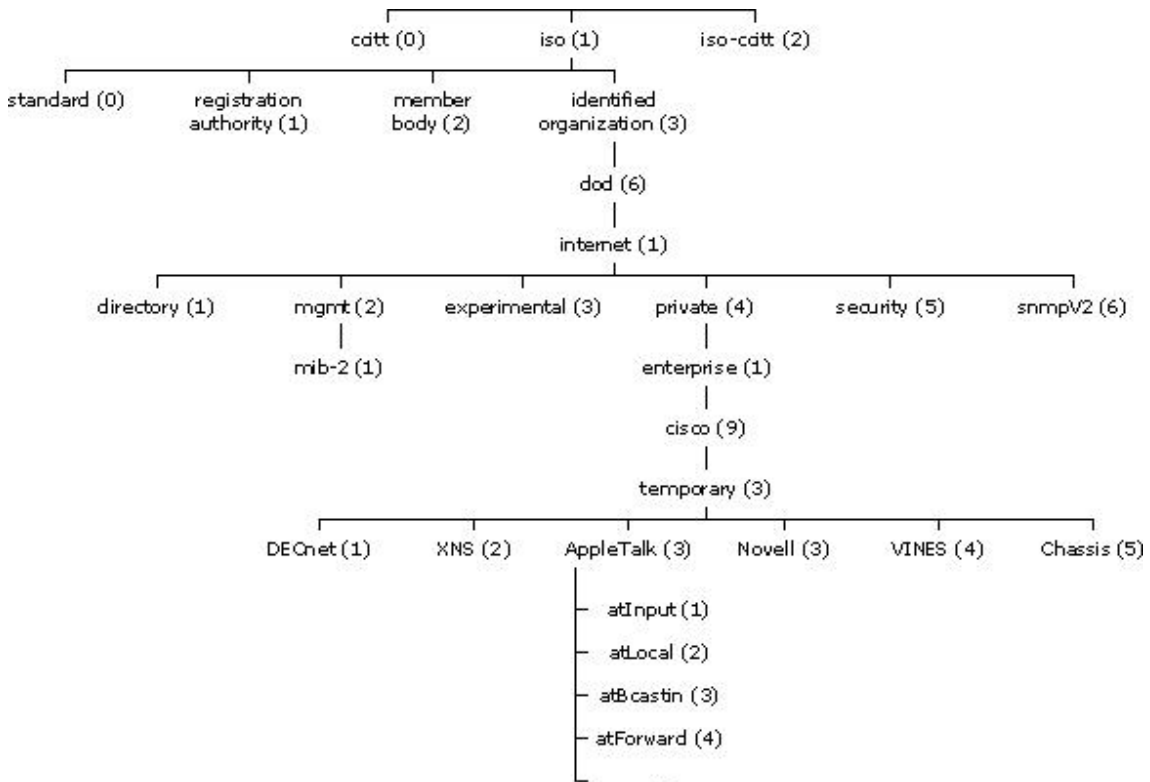 ccitt (0) iso (1) iso-ccitt (2)
standard (0) registration authority (1) member body (2) identified organization (3)
dod (6)
internet (1)
directory (1) mgmt (2) experimental (3) private (4) security (5) snmpV2 (6)
mib-2 (1) enterprise (1)
cisco (9)
temporary (3)
DECnet (1) XNS (2) AppleTalk (3) Novell (3) VINES (4) Chassis (5)
atInput (1)
atLocal (2)
atBcastin (3)
atForward (4)